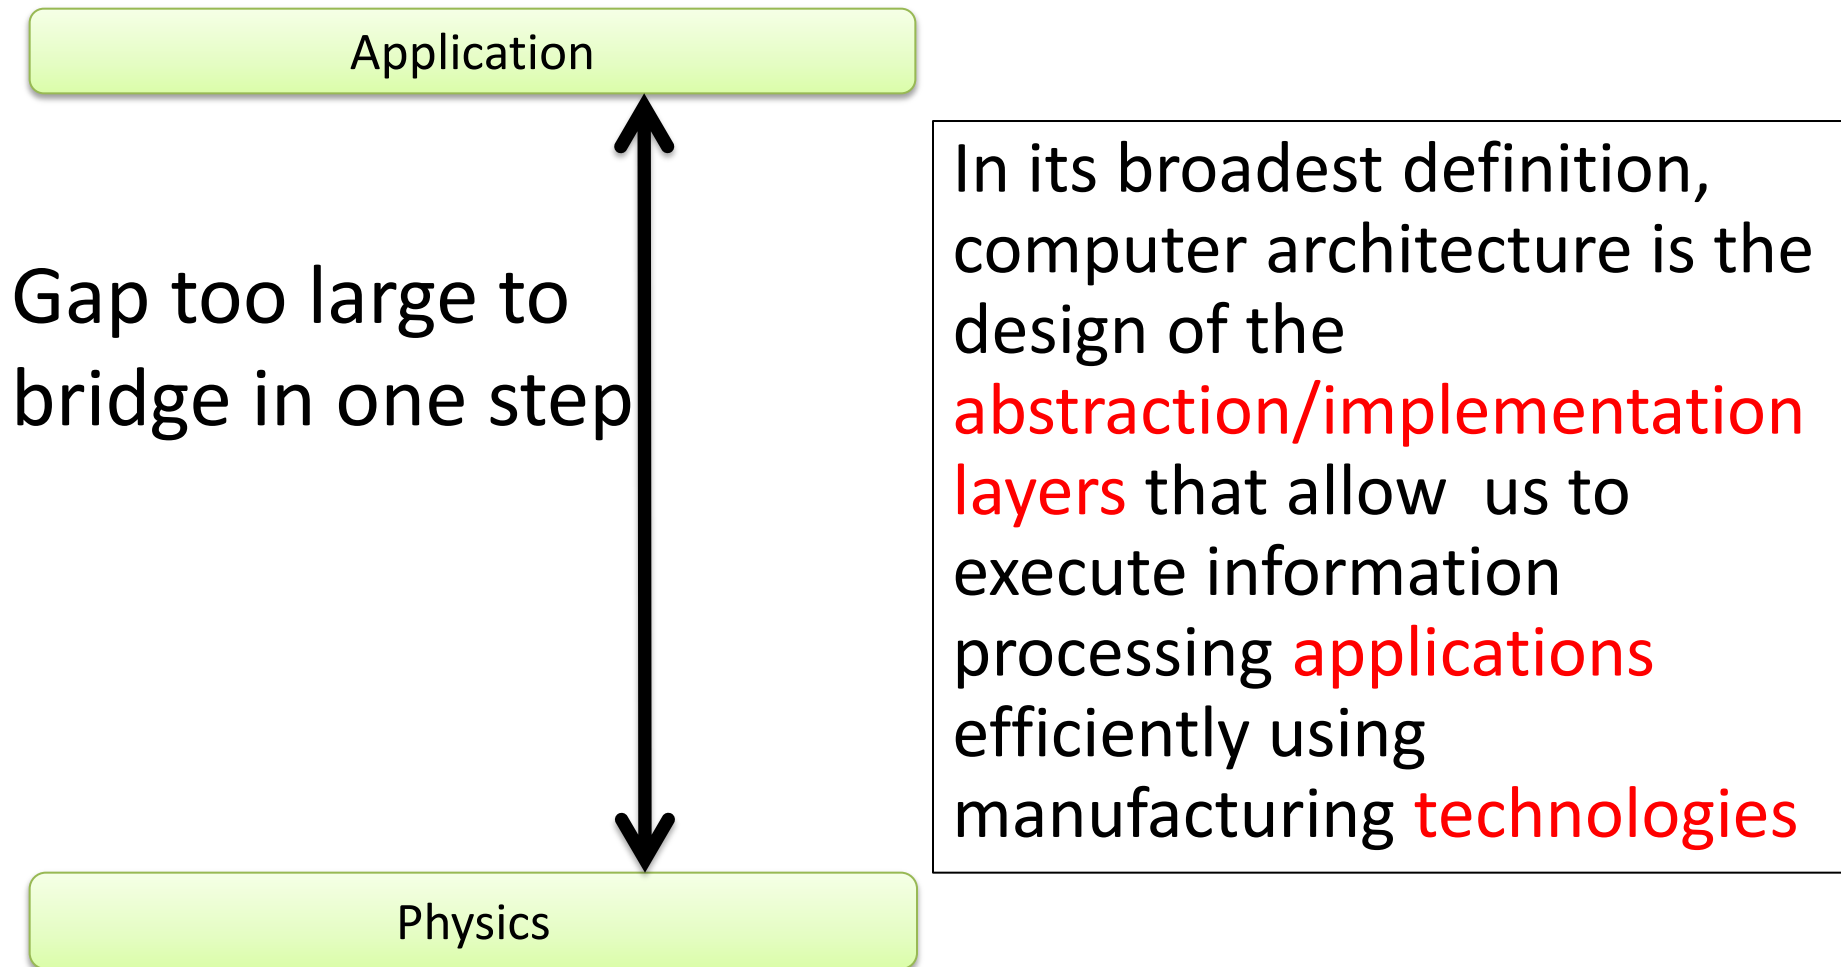 Application
Gap too large to
bridge in one step
In its broadest definition,
computer architecture is the
design of the
abstraction/implementation
layers that allow  us to
execute information
processing applications
efficiently using
manufacturing technologies
Physics